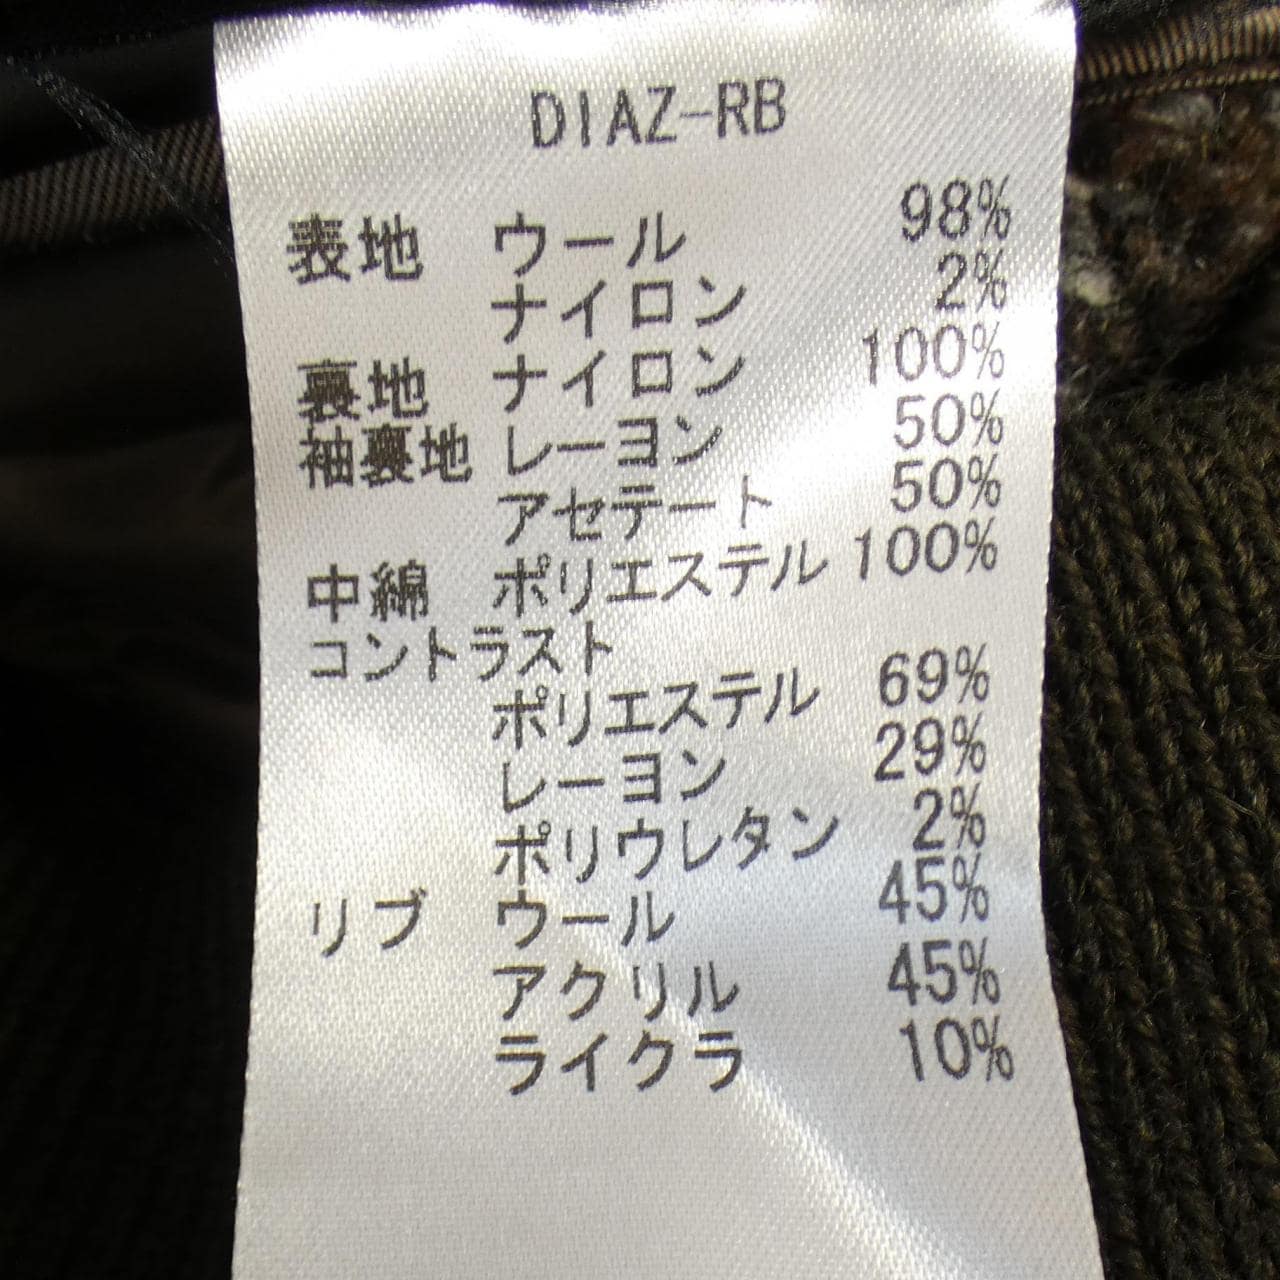 DIAZ-RB
表地 ウール 98%
ナイロン 2%
裏地 ナイロン 100%
袖裏地 レーヨン 50%
アセテート 50%
中綿 ポリエステル 100%
コントラスト
ポリエステル 69%
レーヨン 29%
ポリウレタン 2%
リブ ウール 45%
アクリル 45%
ライクラ 10%